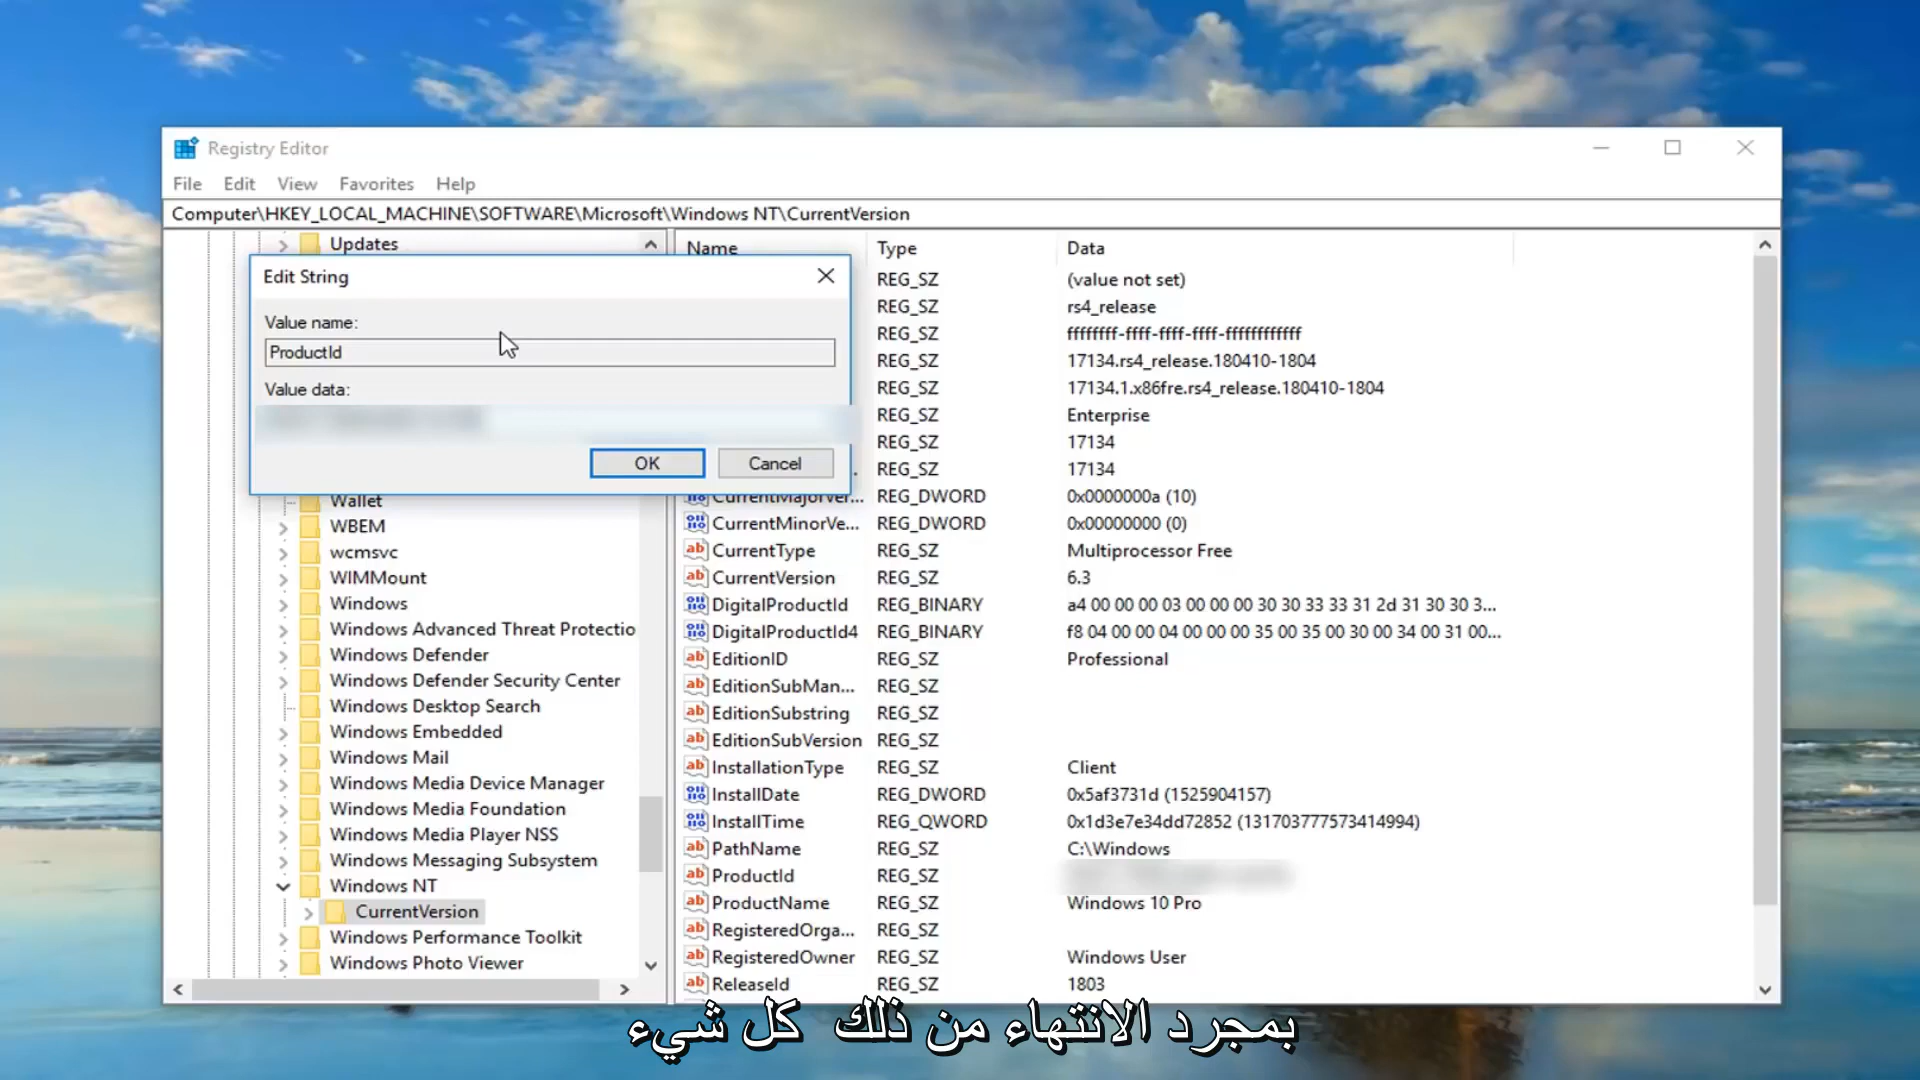 Registry Editor
File Edit View Favorites Help
Computer\HKEY_LOCAL_MACHINE\SOFTWARE\Microsoft\Windows NT\CurrentVersion
Updates
Edit String
Value name:
ProductId
Value data:
OK Cancel
Wallet
WBEM
wcmsvc
WIMMount
Windows
Windows Advanced Threat Protectio
Windows Defender
Windows Defender Security Center
Windows Desktop Search
Windows Embedded
Windows Mail
Windows Media Device Manager
Windows Media Foundation
Windows Media Player NSS
Windows Messaging Subsystem
Windows NT
CurrentVersion
Windows Performance Toolkit
Windows Photo Viewer
Name Type Data
REG_SZ (value not set)
REG_SZ rs4_release
REG_SZ ffffffff-ffff-ffff-ffff-ffffffffffff
REG_SZ 17134.rs4_release.180410-1804
REG_SZ 17134.1.x86fre.rs4_release.180410-1804
REG_SZ Enterprise
REG_SZ 17134
REG_SZ 17134
CurrentMajorVer... REG_DWORD 0x0000000a (10)
CurrentMinorVe... REG_DWORD 0x00000000 (0)
CurrentType REG_SZ Multiprocessor Free
CurrentVersion REG_SZ 6.3
DigitalProductId REG_BINARY a4 00 00 00 03 00 00 00 30 30 33 33 31 2d 31 30 30 3...
DigitalProductId4 REG_BINARY f8 04 00 00 04 00 00 00 35 00 35 00 30 00 34 00 31 00...
EditionID REG_SZ Professional
EditionSubMan... REG_SZ
EditionSubstring REG_SZ
EditionSubVersion REG_SZ
InstallationType REG_SZ Client
InstallDate REG_DWORD 0x5af3731d (1525904157)
InstallTime REG_QWORD 0x1d3e7e34dd72852 (131703777573414994)
PathName REG_SZ C:\Windows
ProductId REG_SZ
ProductName REG_SZ Windows 10 Pro
RegisteredOrga... REG_SZ
RegisteredOwner REG_SZ Windows User
ReleaseId REG_SZ 1803
بمجرد الانتهاء من ذلك كل شيء